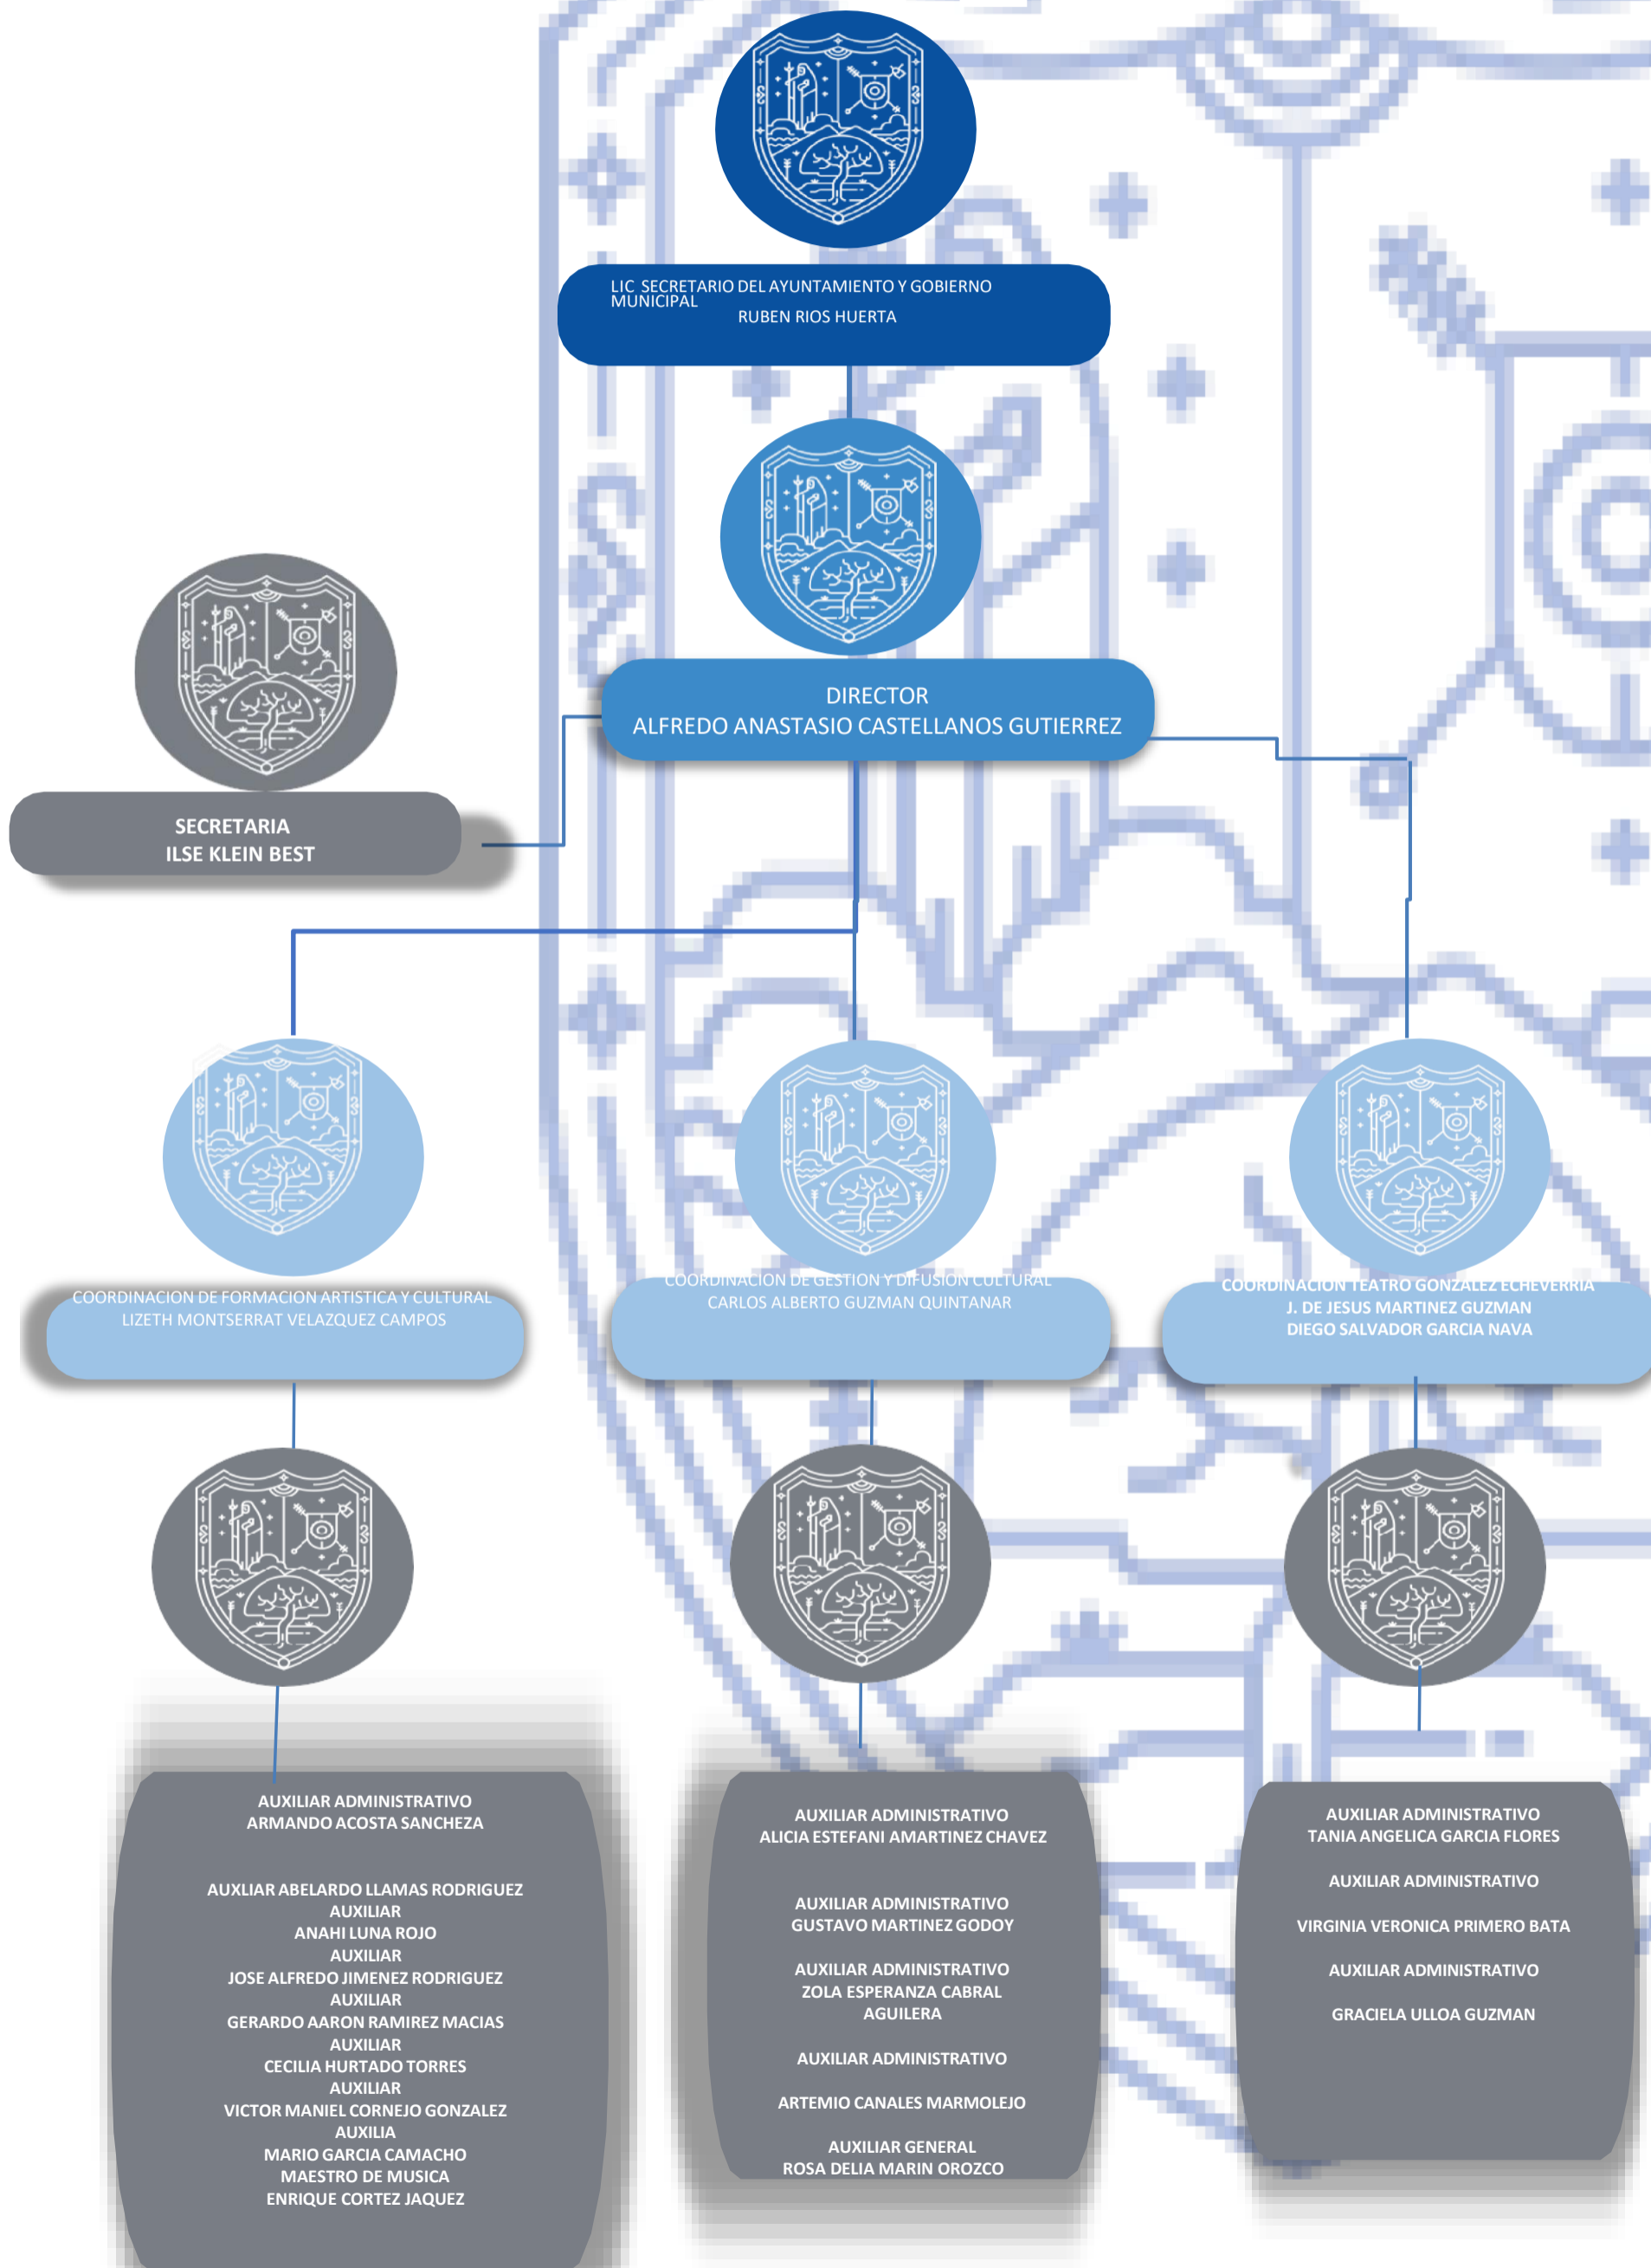 LIC SECRETARIO DEL AYUNTAMIENTO Y GOBIERNO
MUNICIPAL
RUBEN RIOS HUERTA
DIRECTOR
ALFREDO ANASTASIO CASTELLANOS GUTIERREZ
SECRETARIA
ILSE KLEIN BEST
COORDINACION DE FORMACION ARTISTICA Y CULTURAL
LIZETH MONTSERRAT VELAZQUEZ CAMPOS
COORDINACION DE GESTION Y DIFUSION CULTURAL
CARLOS ALBERTO GUZMAN QUINTANAR
COORDINACION TEATRO GONZALEZ ECHEVERRIA
J. DE JESUS MARTINEZ GUZMAN
DIEGO SALVADOR GARCIA NAVA
AUXILIAR ADMINISTRATIVO
ARMANDO ACOSTA SANCHEZA
AUXLIAR ABELARDO LLAMAS RODRIGUEZ
AUXILIAR
ANAHI LUNA ROJO
AUXILIAR
JOSE ALFREDO JIMENEZ RODRIGUEZ
AUXILIAR
GERARDO AARON RAMIREZ MACIAS
AUXILIAR
CECILIA HURTADO TORRES
AUXILIAR
VICTOR MANIEL CORNEJO GONZALEZ
AUXILIA
MARIO GARCIA CAMACHO
MAESTRO DE MUSICA
ENRIQUE CORTEZ JAQUEZ
AUXILIAR ADMINISTRATIVO
ALICIA ESTEFANI AMARTINEZ CHAVEZ
AUXILIAR ADMINISTRATIVO
GUSTAVO MARTINEZ GODOY
AUXILIAR ADMINISTRATIVO
ZOLA ESPERANZA CABRAL
AGUILERA
AUXILIAR ADMINISTRATIVO
ARTEMIO CANALES MARMOLEJO
AUXILIAR GENERAL
ROSA DELIA MARIN OROZCO
AUXILIAR ADMINISTRATIVO
TANIA ANGELICA GARCIA FLORES
AUXILIAR ADMINISTRATIVO
VIRGINIA VERONICA PRIMERO BATA
AUXILIAR ADMINISTRATIVO
GRACIELA ULLOA GUZMAN